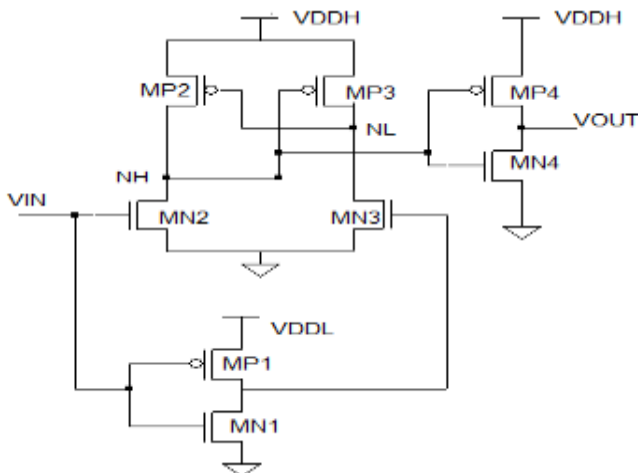 VDDH
VDDH
MP2
MP3
MP4
NL
VOUT
NH
MN4
VIN
MN2
MN3
VDDL
MP1
MN1